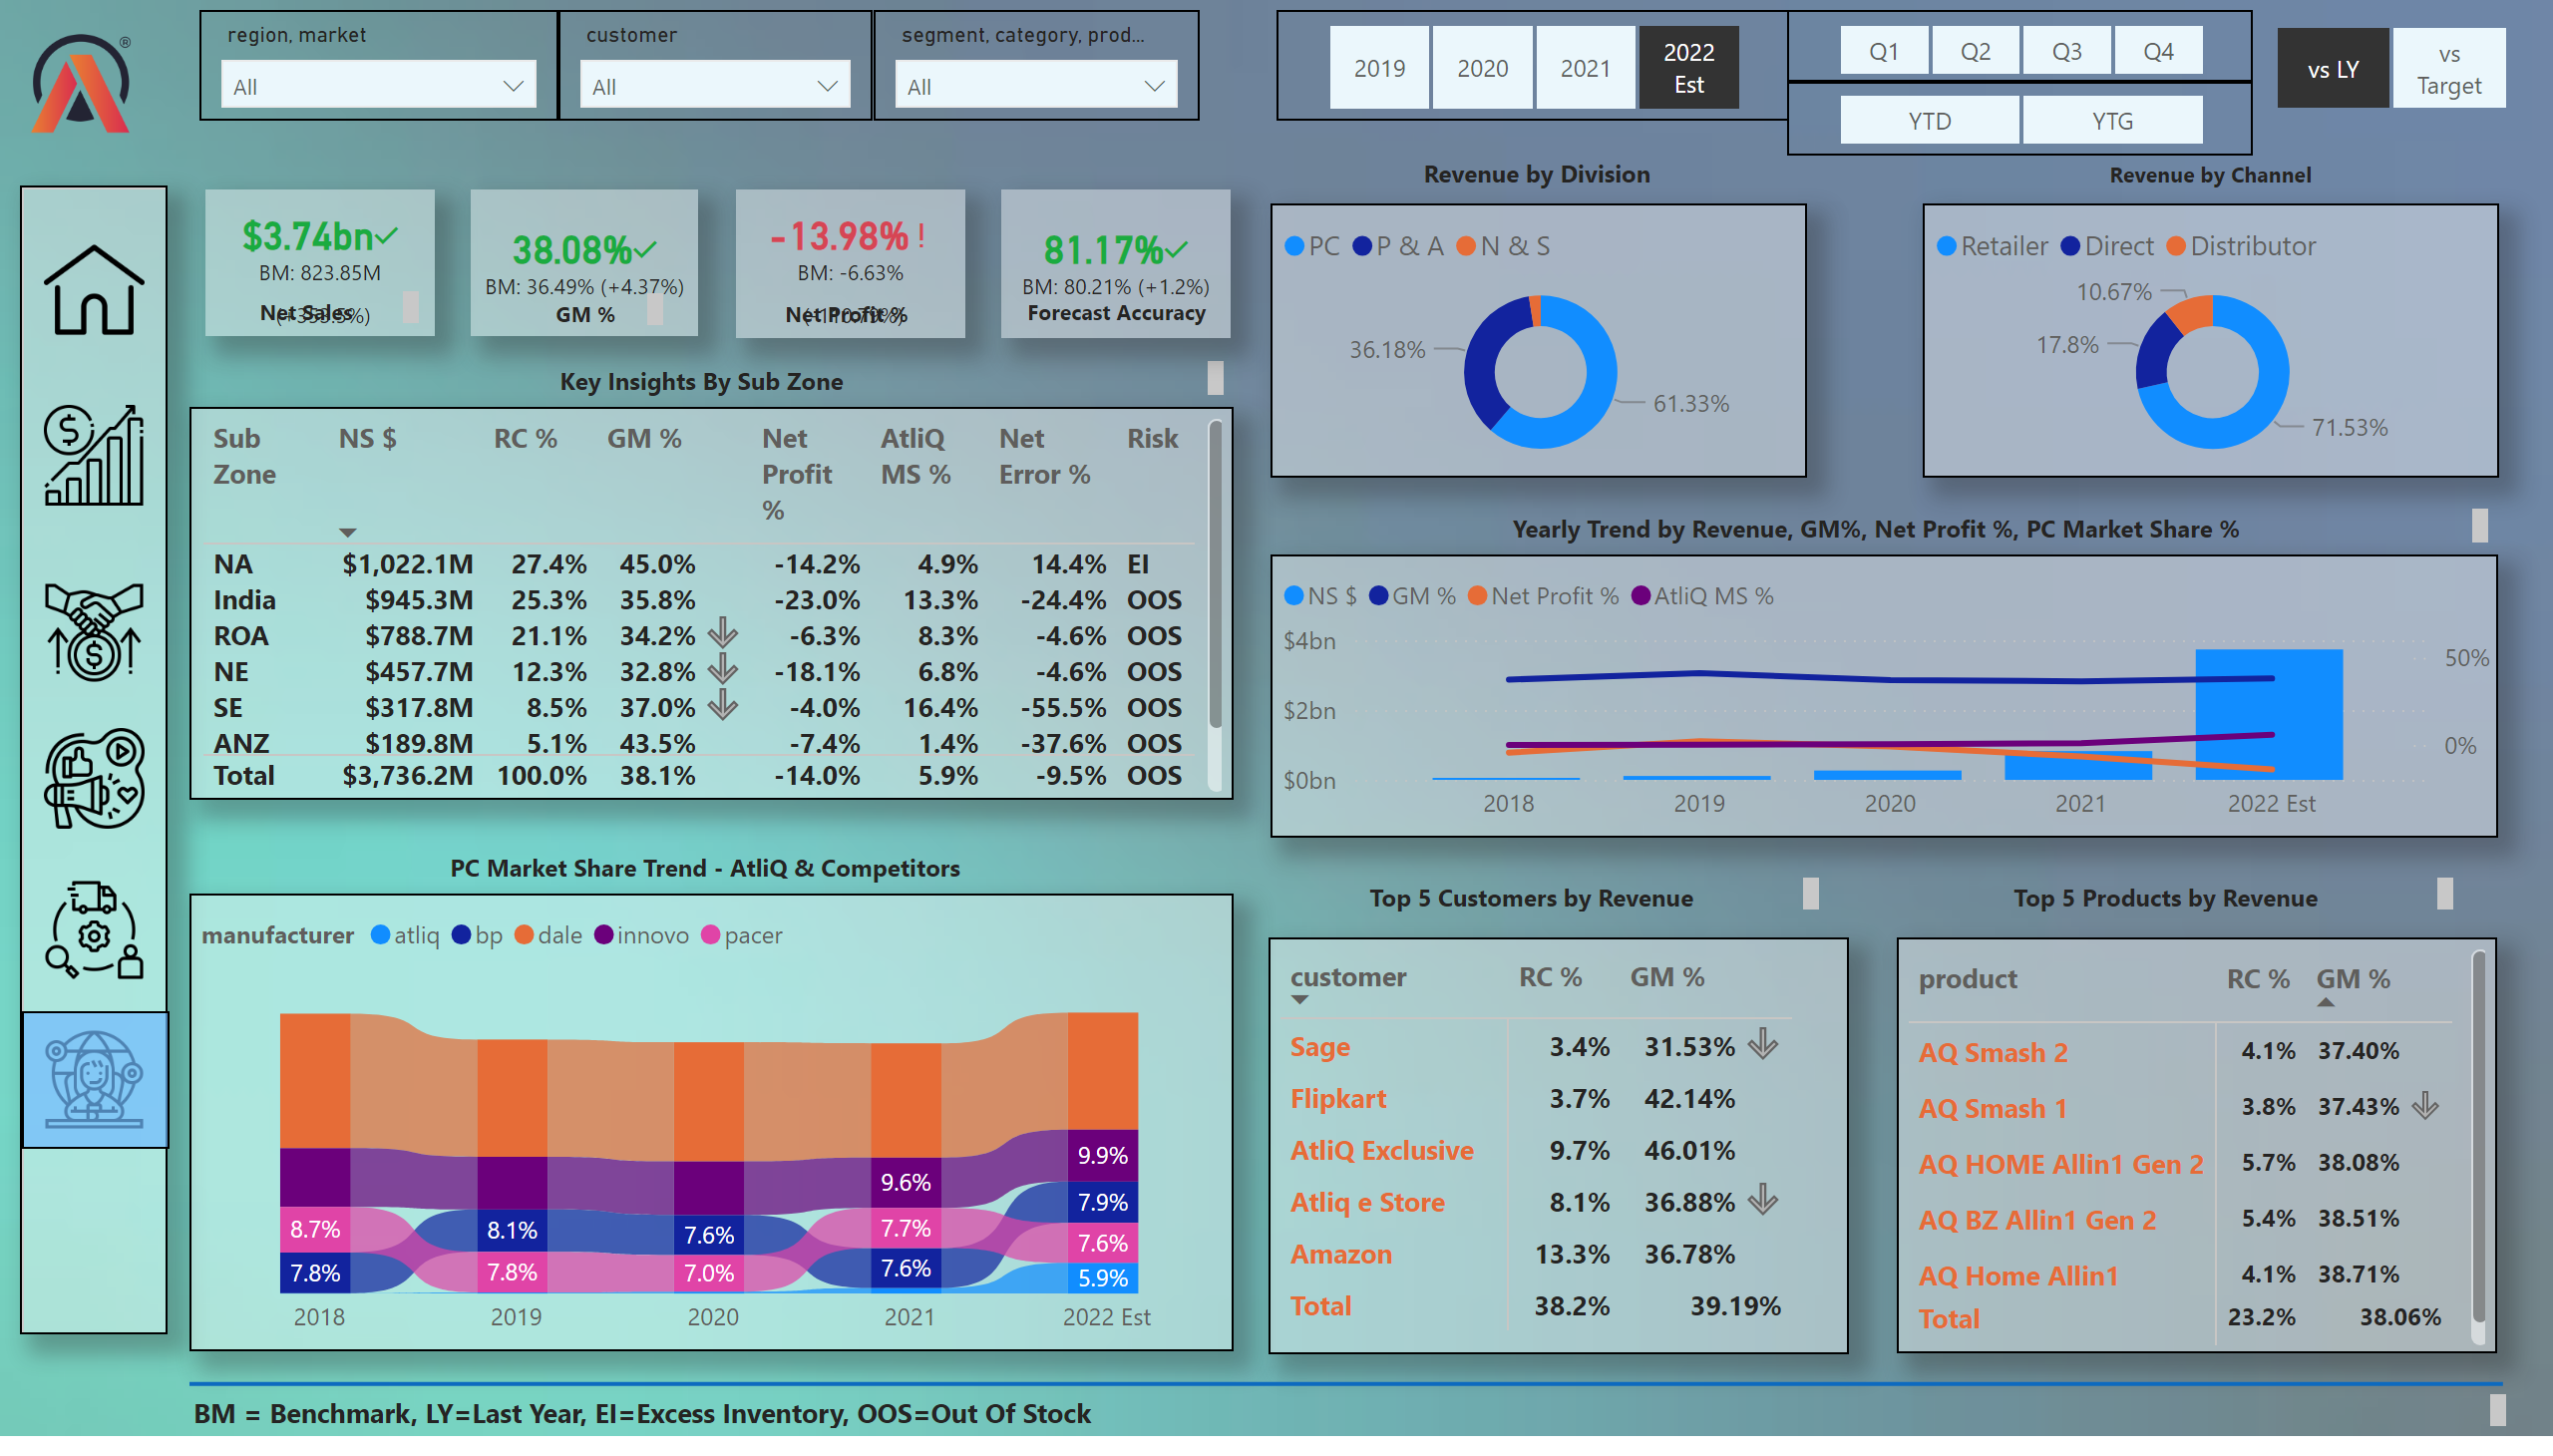 ®
region, market
All
customer
All
segment, category, prod...
All
2019
2020
2021
2022
Est
Q1
Q2
Q3
Q4
YTD
YTG
vs LY
vs
Target
$3.74bn
BM: 823.85M
Net Sales
38.08%
BM: 36.49% (+4.37%)
GM %
-13.98% !
BM: -6.63%
Net Profit %
81.17%
BM: 80.21% (+1.2%)
Forecast Accuracy
Revenue by Division
PC P & A N & S
36.18%
61.33%
Revenue by Channel
Retailer Direct Distributor
10.67%
17.8%
71.53%
Key Insights By Sub Zone
Sub Zone NS $ RC % GM % Net Profit % AtliQ MS % Net Error % Risk
NA $1,022.1M 27.4% 45.0% -14.2% 4.9% 14.4% EI
India $945.3M 25.3% 35.8% -23.0% 13.3% -24.4% OOS
ROA $788.7M 21.1% 34.2% -6.3% 8.3% -4.6% OOS
NE $457.7M 12.3% 32.8% -18.1% 6.8% -4.6% OOS
SE $317.8M 8.5% 37.0% -4.0% 16.4% -55.5% OOS
ANZ $189.8M 5.1% 43.5% -7.4% 1.4% -37.6% OOS
Total $3,736.2M 100.0% 38.1% -14.0% 5.9% -9.5% OOS
Yearly Trend by Revenue, GM%, Net Profit %, PC Market Share %
NS $ GM % Net Profit % AtliQ MS %
$4bn
$2bn
$0bn
50%
0%
2018 2019 2020 2021 2022 Est
PC Market Share Trend - AtliQ & Competitors
manufacturer atliq bp dale innovo pacer
8.7%
7.8%
8.1%
7.8%
7.6%
7.0%
9.6%
7.7%
7.6%
9.9%
7.9%
7.6%
5.9%
2018 2019 2020 2021 2022 Est
Top 5 Customers by Revenue
customer RC % GM %
Sage 3.4% 31.53%
Flipkart 3.7% 42.14%
AtliQ Exclusive 9.7% 46.01%
Atliq e Store 8.1% 36.88%
Amazon 13.3% 36.78%
Total 38.2% 39.19%
Top 5 Products by Revenue
product RC % GM %
AQ Smash 2 4.1% 37.40%
AQ Smash 1 3.8% 37.43%
AQ HOME Allin1 Gen 2 5.7% 38.08%
AQ BZ Allin1 Gen 2 5.4% 38.51%
AQ Home Allin1 4.1% 38.71%
Total 23.2% 38.06%
BM = Benchmark, LY=Last Year, EI=Excess Inventory, OOS=Out Of Stock